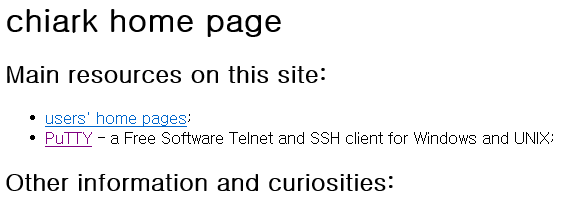 chiark home page
Main resources on this site:
• users' home pages;
• PuTTY - a Free Software Telnet and SSH client for Windows and UNIX;
Other information and curiosities: